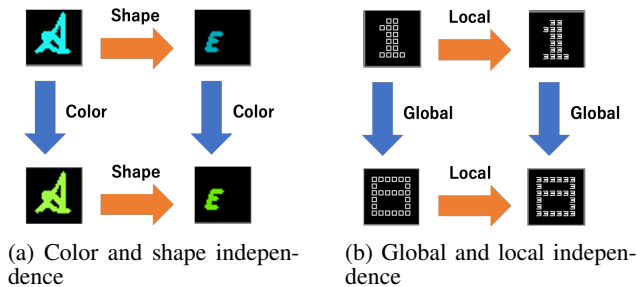 Shape
Color
Color
Shape
E
E
Local
Global
Global
Local
(a) Color and shape indepen-
dence
(b) Global and local indepen-
dence